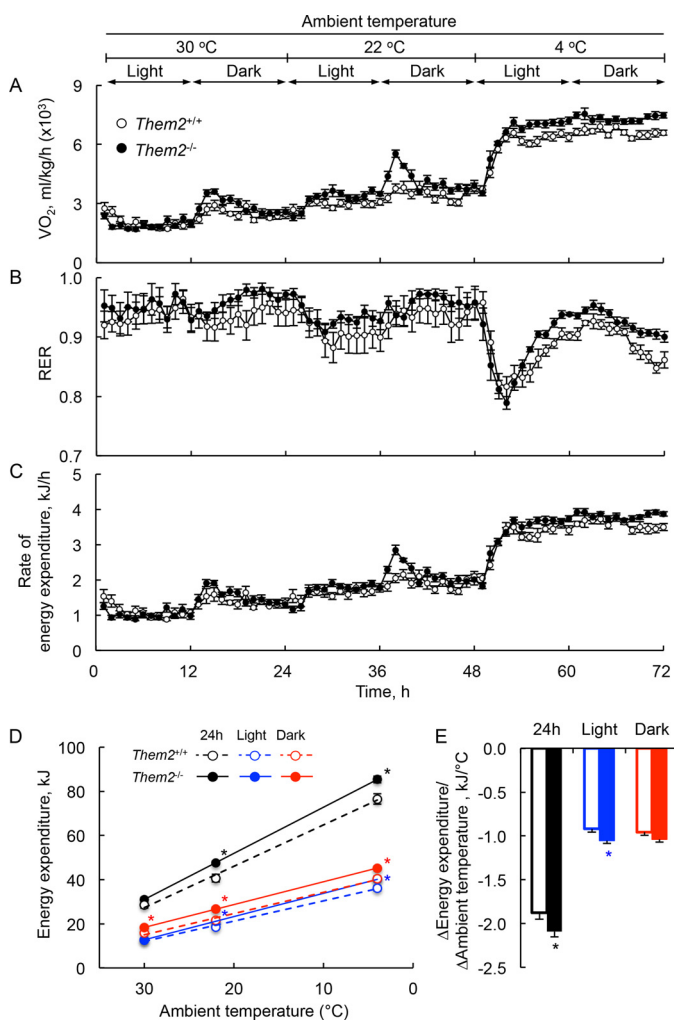 Ambient temperature
30 °C 22 °C 4 °C
Light Dark Light Dark Light Dark
A
9
6
3
0
VO₂, ml/kg/h (x10³)
Them2+/+
Them2-/-
B
1.0
0.9
0.8
0.7
RER
C
5
4
3
2
1
0
Rate of
energy expenditure, kJ/h
0 12 24 36 48 60 72
Time, h
D
24h Light Dark
Them2+/+
Them2-/-
100
80
60
40
20
0
Energy expenditure, kJ
* * * * * * *
30 20 10 0
Ambient temperature (°C)
E
24h Light Dark
0.0
-0.5
-1.0
-1.5
-2.0
-2.5
ΔEnergy expenditure/
ΔAmbient temperature , kJ/°C
* *